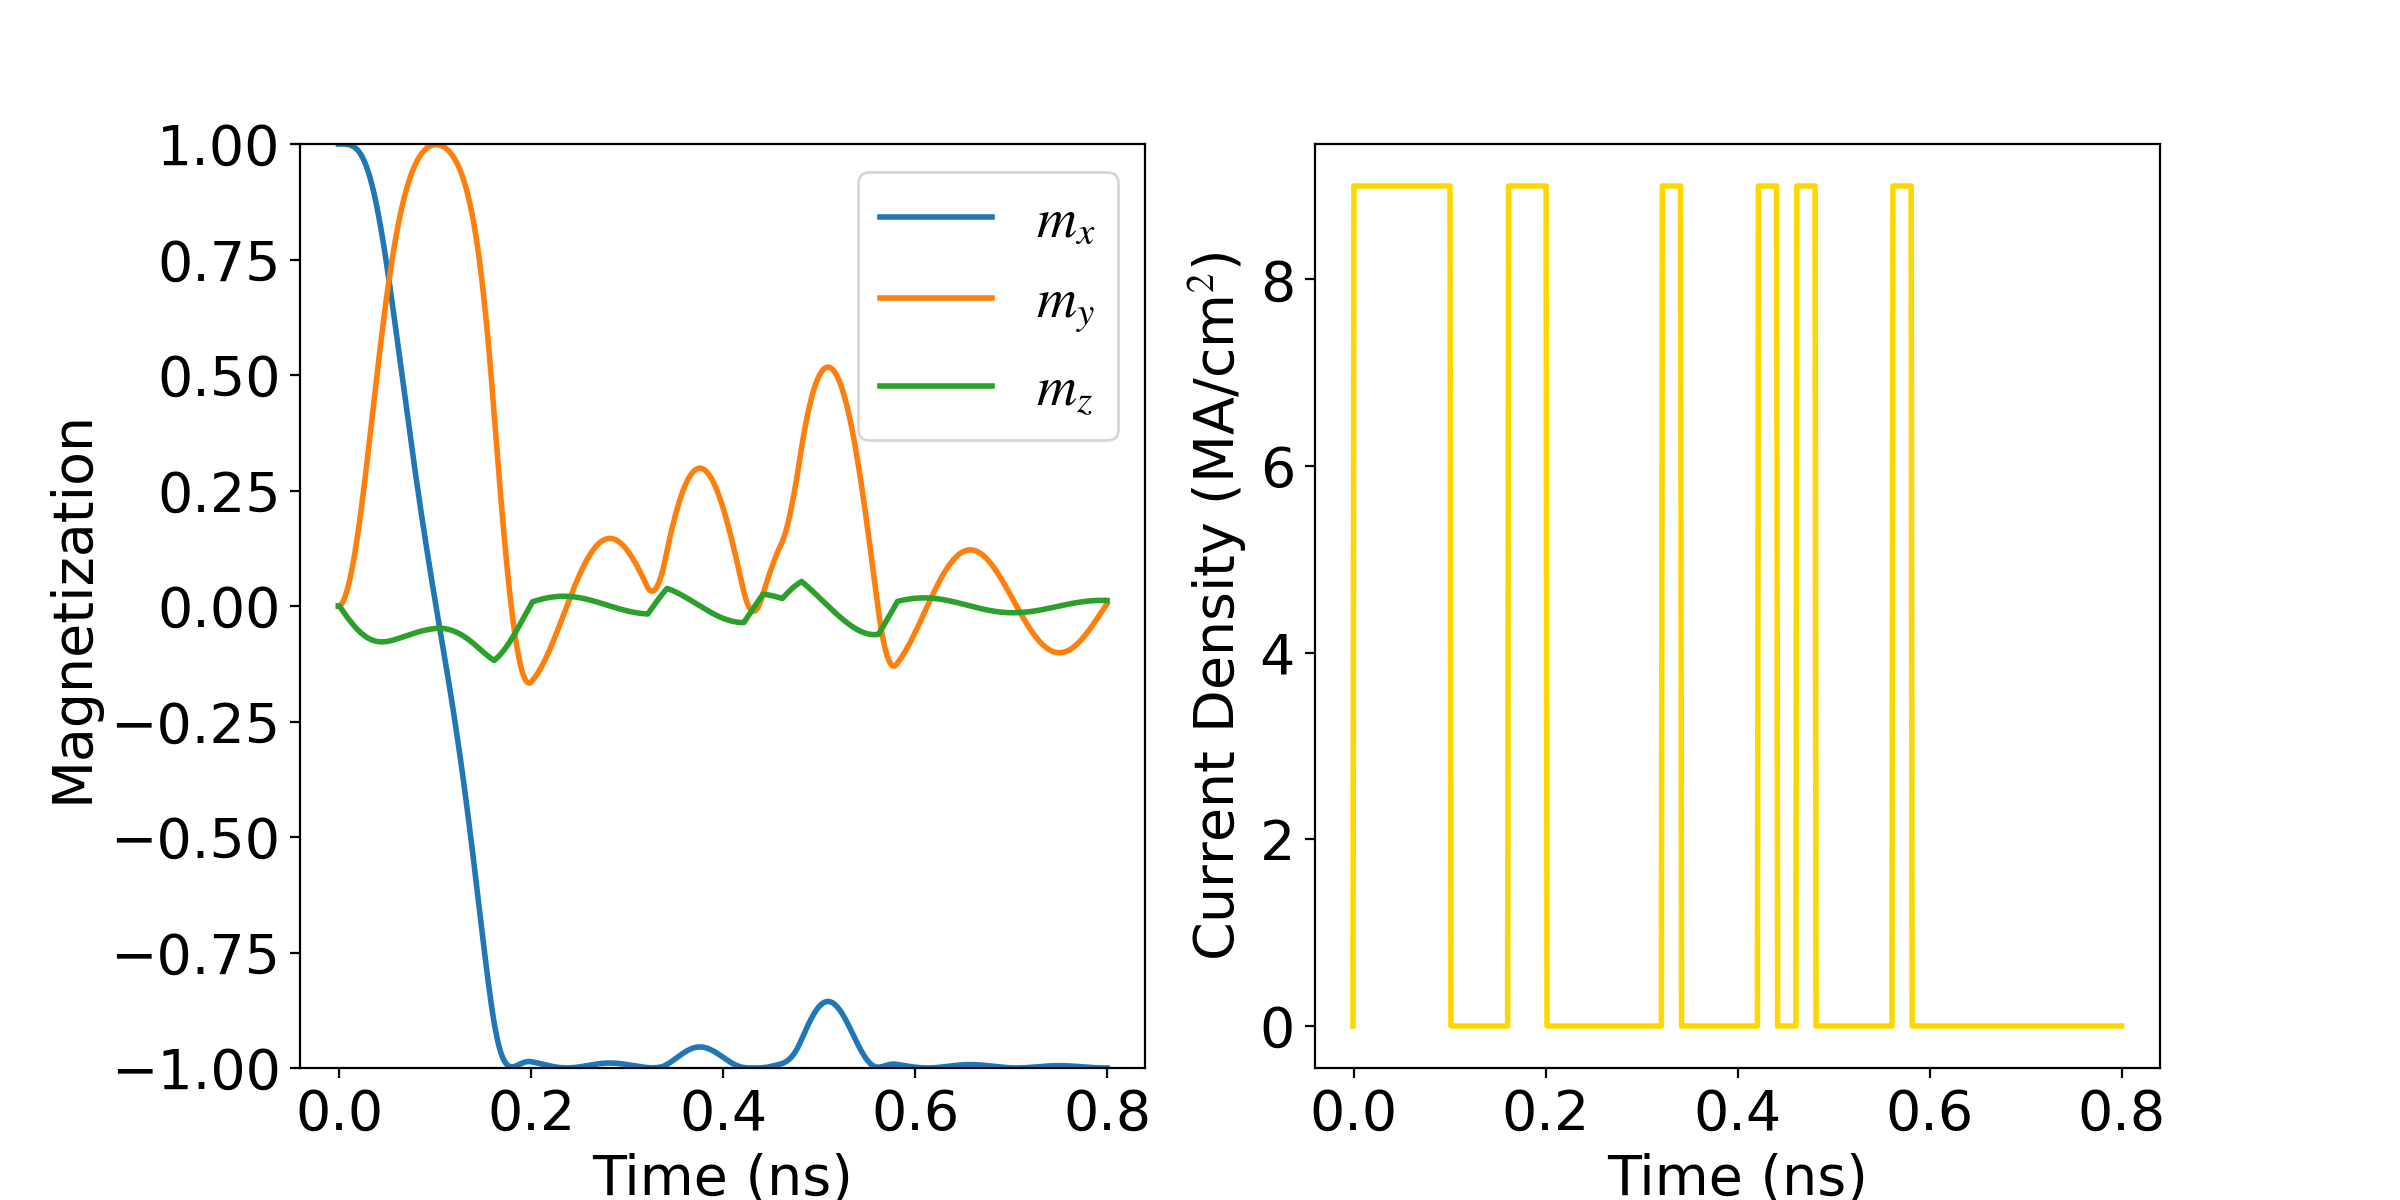 Magnetization
1.00
0.75
0.50
0.25
0.00
−0.25
−0.50
−0.75
−1.00
0.0 0.2 0.4 0.6 0.8
Time (ns)
m_x
m_y
m_z
Current Density (MA/cm²)
8
6
4
2
0
0.0 0.2 0.4 0.6 0.8
Time (ns)